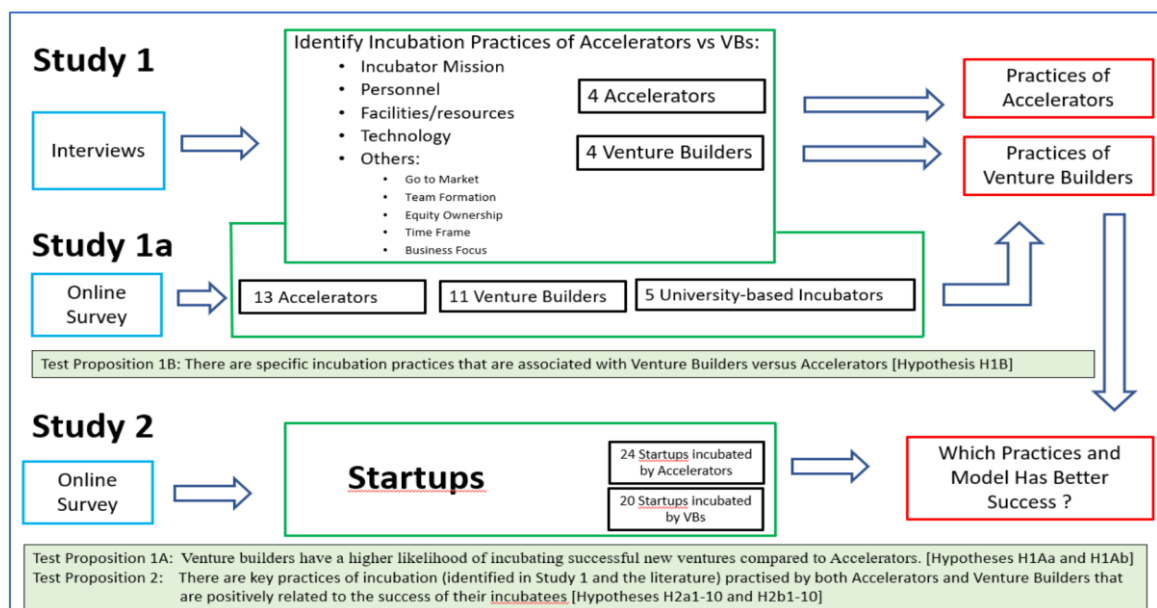 Study 1
Interviews
Identify Incubation Practices of Accelerators vs VBs:
• Incubator Mission
• Personnel
• Facilities/resources
• Technology
• Others:
• Go to Market
• Team Formation
• Equity Ownership
• Time Frame
• Business Focus
4 Accelerators
4 Venture Builders
Practices of
Accelerators
Practices of
Venture Builders
Study 1a
Online
Survey
13 Accelerators
11 Venture Builders
5 University-based Incubators
Test Proposition 1B: There are specific incubation practices that are associated with Venture Builders versus Accelerators [Hypothesis H1B]
Study 2
Online
Survey
Startups
24 Startups incubated
by Accelerators
20 Startups incubated
by VBs
Which Practices and
Model Has Better
Success ?
Test Proposition 1A: Venture builders have a higher likelihood of incubating successful new ventures compared to Accelerators. [Hypotheses H1Aa and H1Ab]
Test Proposition 2: There are key practices of incubation (identified in Study 1 and the literature) practised by both Accelerators and Venture Builders that
are positively related to the success of their incubatees [Hypotheses H2a1-10 and H2b1-10]